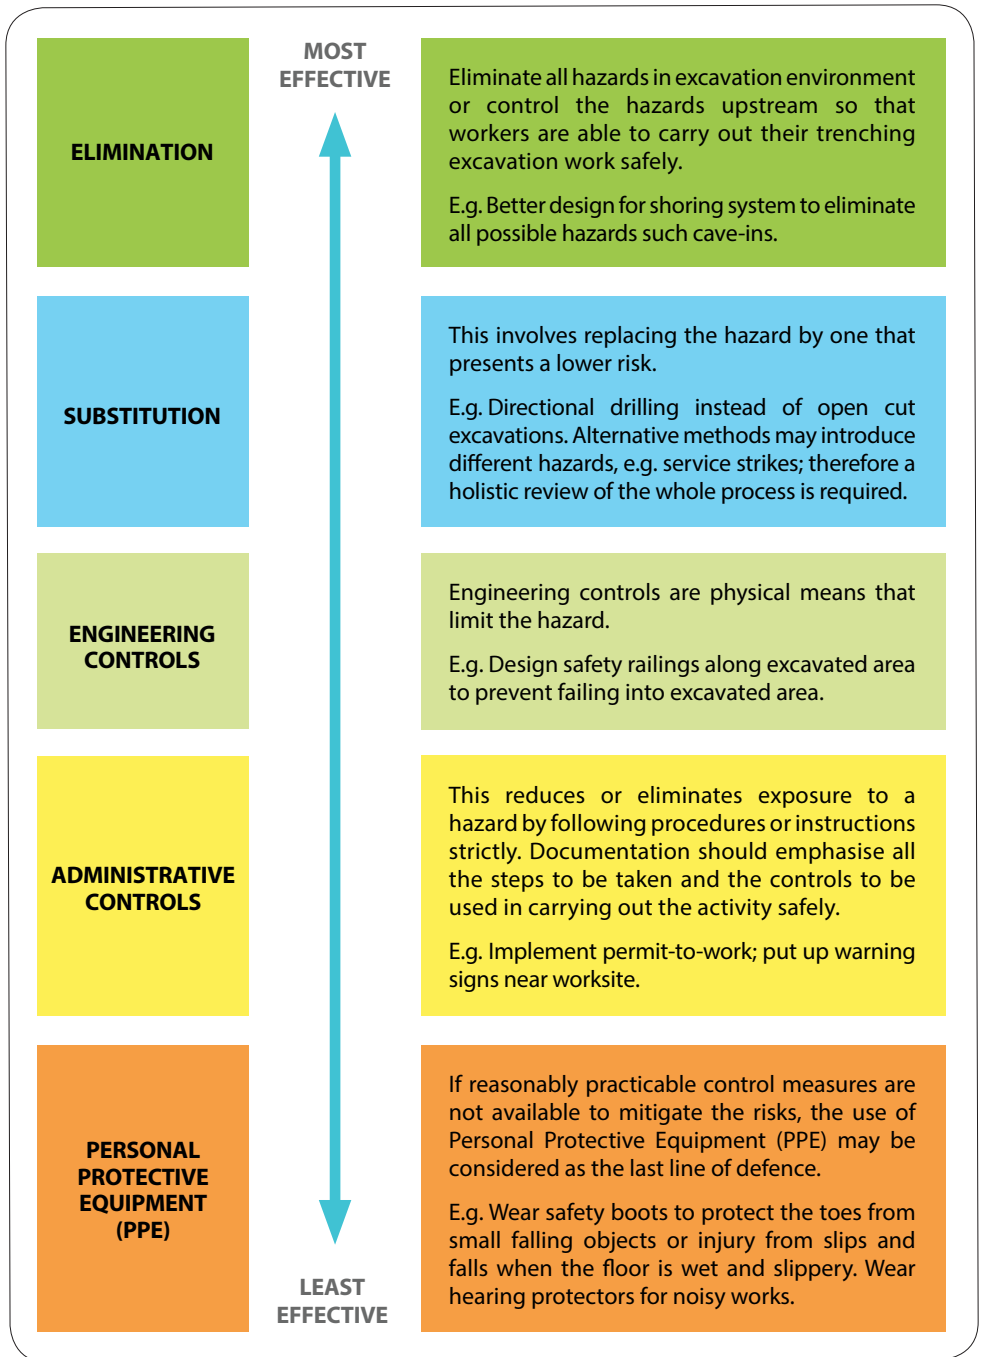 MOST
EFFECTIVE
ELIMINATION
Eliminate all hazards in excavation environment
or control the hazards upstream so that
workers are able to carry out their trenching
excavation work safely.
E.g. Better design for shoring system to eliminate
all possible hazards such cave-ins.
SUBSTITUTION
This involves replacing the hazard by one that
presents a lower risk.
E.g. Directional drilling instead of open cut
excavations. Alternative methods may introduce
different hazards, e.g. service strikes; therefore a
holistic review of the whole process is required.
ENGINEERING
CONTROLS
Engineering controls are physical means that
limit the hazard.
E.g. Design safety railings along excavated area
to prevent failing into excavated area.
ADMINISTRATIVE
CONTROLS
This reduces or eliminates exposure to a
hazard by following procedures or instructions
strictly. Documentation should emphasise all
the steps to be taken and the controls to be
used in carrying out the activity safely.
E.g. Implement permit-to-work; put up warning
signs near worksite.
PERSONAL
PROTECTIVE
EQUIPMENT
(PPE)
If reasonably practicable control measures are
not available to mitigate the risks, the use of
Personal Protective Equipment (PPE) may be
considered as the last line of defence.
E.g. Wear safety boots to protect the toes from
small falling objects or injury from slips and
falls when the floor is wet and slippery. Wear
hearing protectors for noisy works.
LEAST
EFFECTIVE